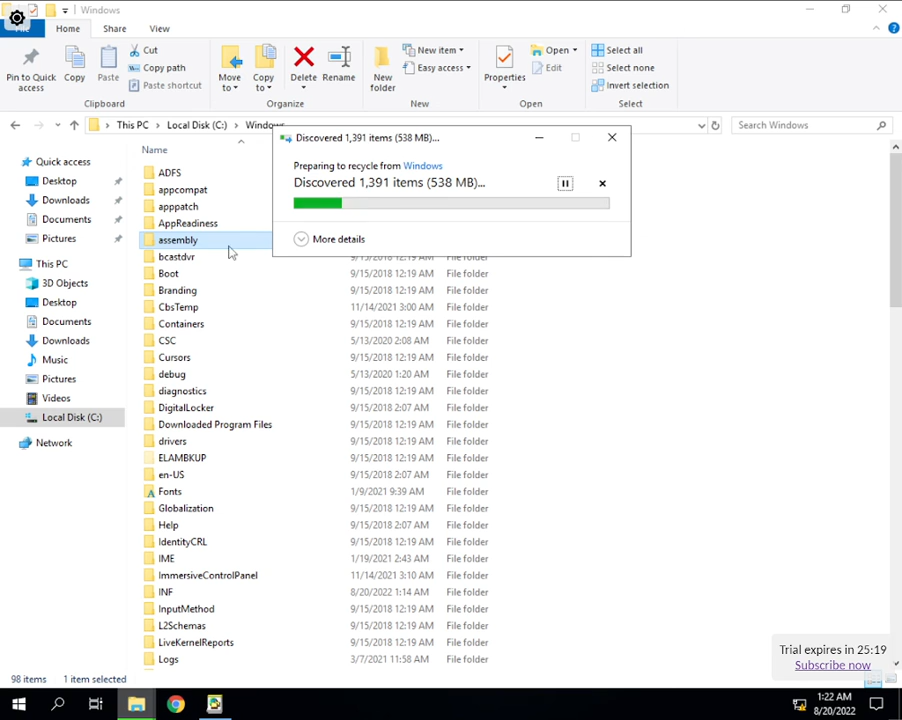 Windows
File Home Share View
Pin to Quick access
Copy
Paste
Cut
Copy path
Paste shortcut
Move to
Copy to
Delete
Rename
New folder
New item
Easy access
Properties
Open
Edit
Select all
Select none
Invert selection
Clipboard Organize New Open Select
This PC Local Disk (C:) Windows
Search Windows
Discovered 1,391 items (538 MB)...
Preparing to recycle from Windows
Discovered 1,391 items (538 MB)...
More details
Quick access
Desktop
Downloads
Documents
Pictures
This PC
3D Objects
Desktop
Documents
Downloads
Music
Pictures
Videos
Local Disk (C:)
Network
Name
ADFS
appcompat
apppatch
AppReadiness
assembly
bcastdvr 9/15/2018 12:19 AM File folder
Boot 9/15/2018 12:19 AM File folder
Branding 9/15/2018 12:19 AM File folder
CbsTemp 11/14/2021 3:00 AM File folder
Containers 9/15/2018 12:19 AM File folder
CSC 5/13/2020 2:08 AM File folder
Cursors 9/15/2018 12:19 AM File folder
debug 5/13/2020 1:20 AM File folder
diagnostics 9/15/2018 12:19 AM File folder
DigitalLocker 9/15/2018 2:07 AM File folder
Downloaded Program Files 9/15/2018 12:19 AM File folder
drivers 9/15/2018 12:19 AM File folder
ELAMBKUP 9/15/2018 12:19 AM File folder
en-US 9/15/2018 2:07 AM File folder
Fonts 1/9/2021 9:39 AM File folder
Globalization 9/15/2018 12:19 AM File folder
Help 9/15/2018 2:07 AM File folder
IdentityCRL 9/15/2018 12:19 AM File folder
IME 1/19/2021 2:43 AM File folder
ImmersiveControlPanel 11/14/2021 3:10 AM File folder
INF 8/20/2022 1:14 AM File folder
InputMethod 9/15/2018 12:19 AM File folder
L2Schemas 9/15/2018 12:19 AM File folder
LiveKernelReports 9/15/2018 12:19 AM File folder
Logs 3/7/2021 11:58 AM File folder
Trial expires in 25:19
Subscribe now
98 items 1 item selected
1:22 AM
8/20/2022